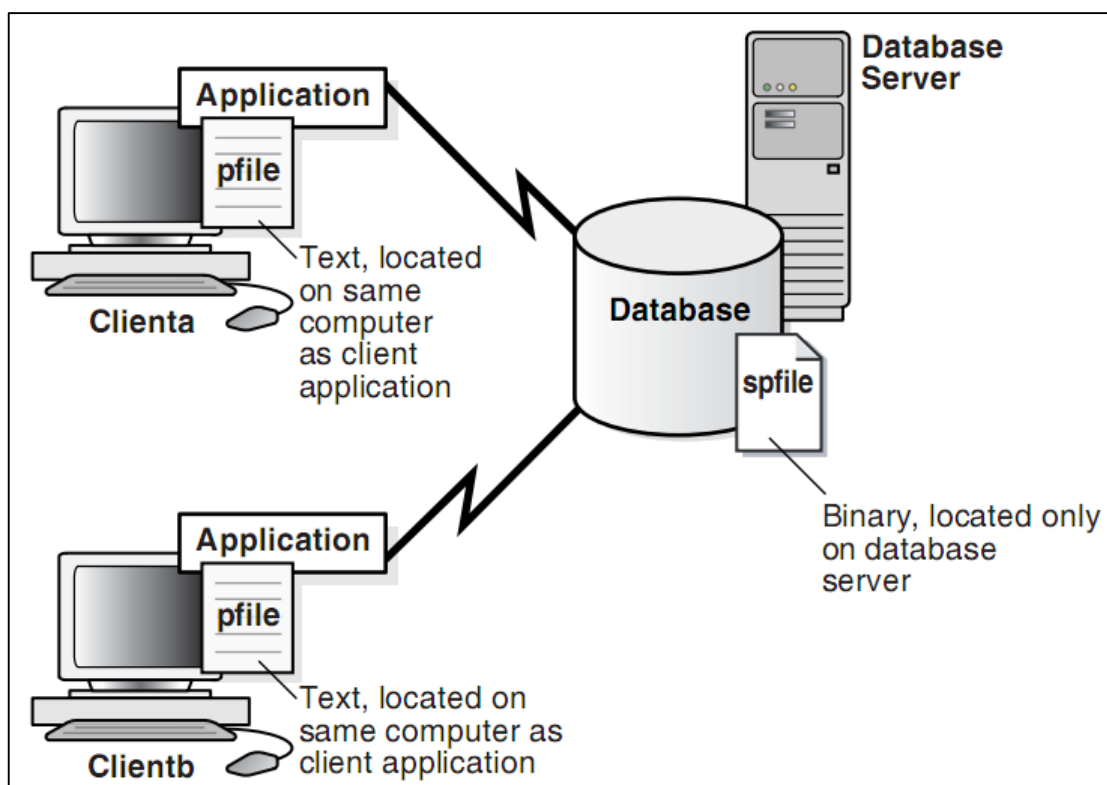 Application
pfile
Text, located
on same
computer
as client
application
Clienta
Database
Server
Database
spfile
Binary, located only
on database
server
Application
pfile
Text, located on
same computer as
client application
Clientb